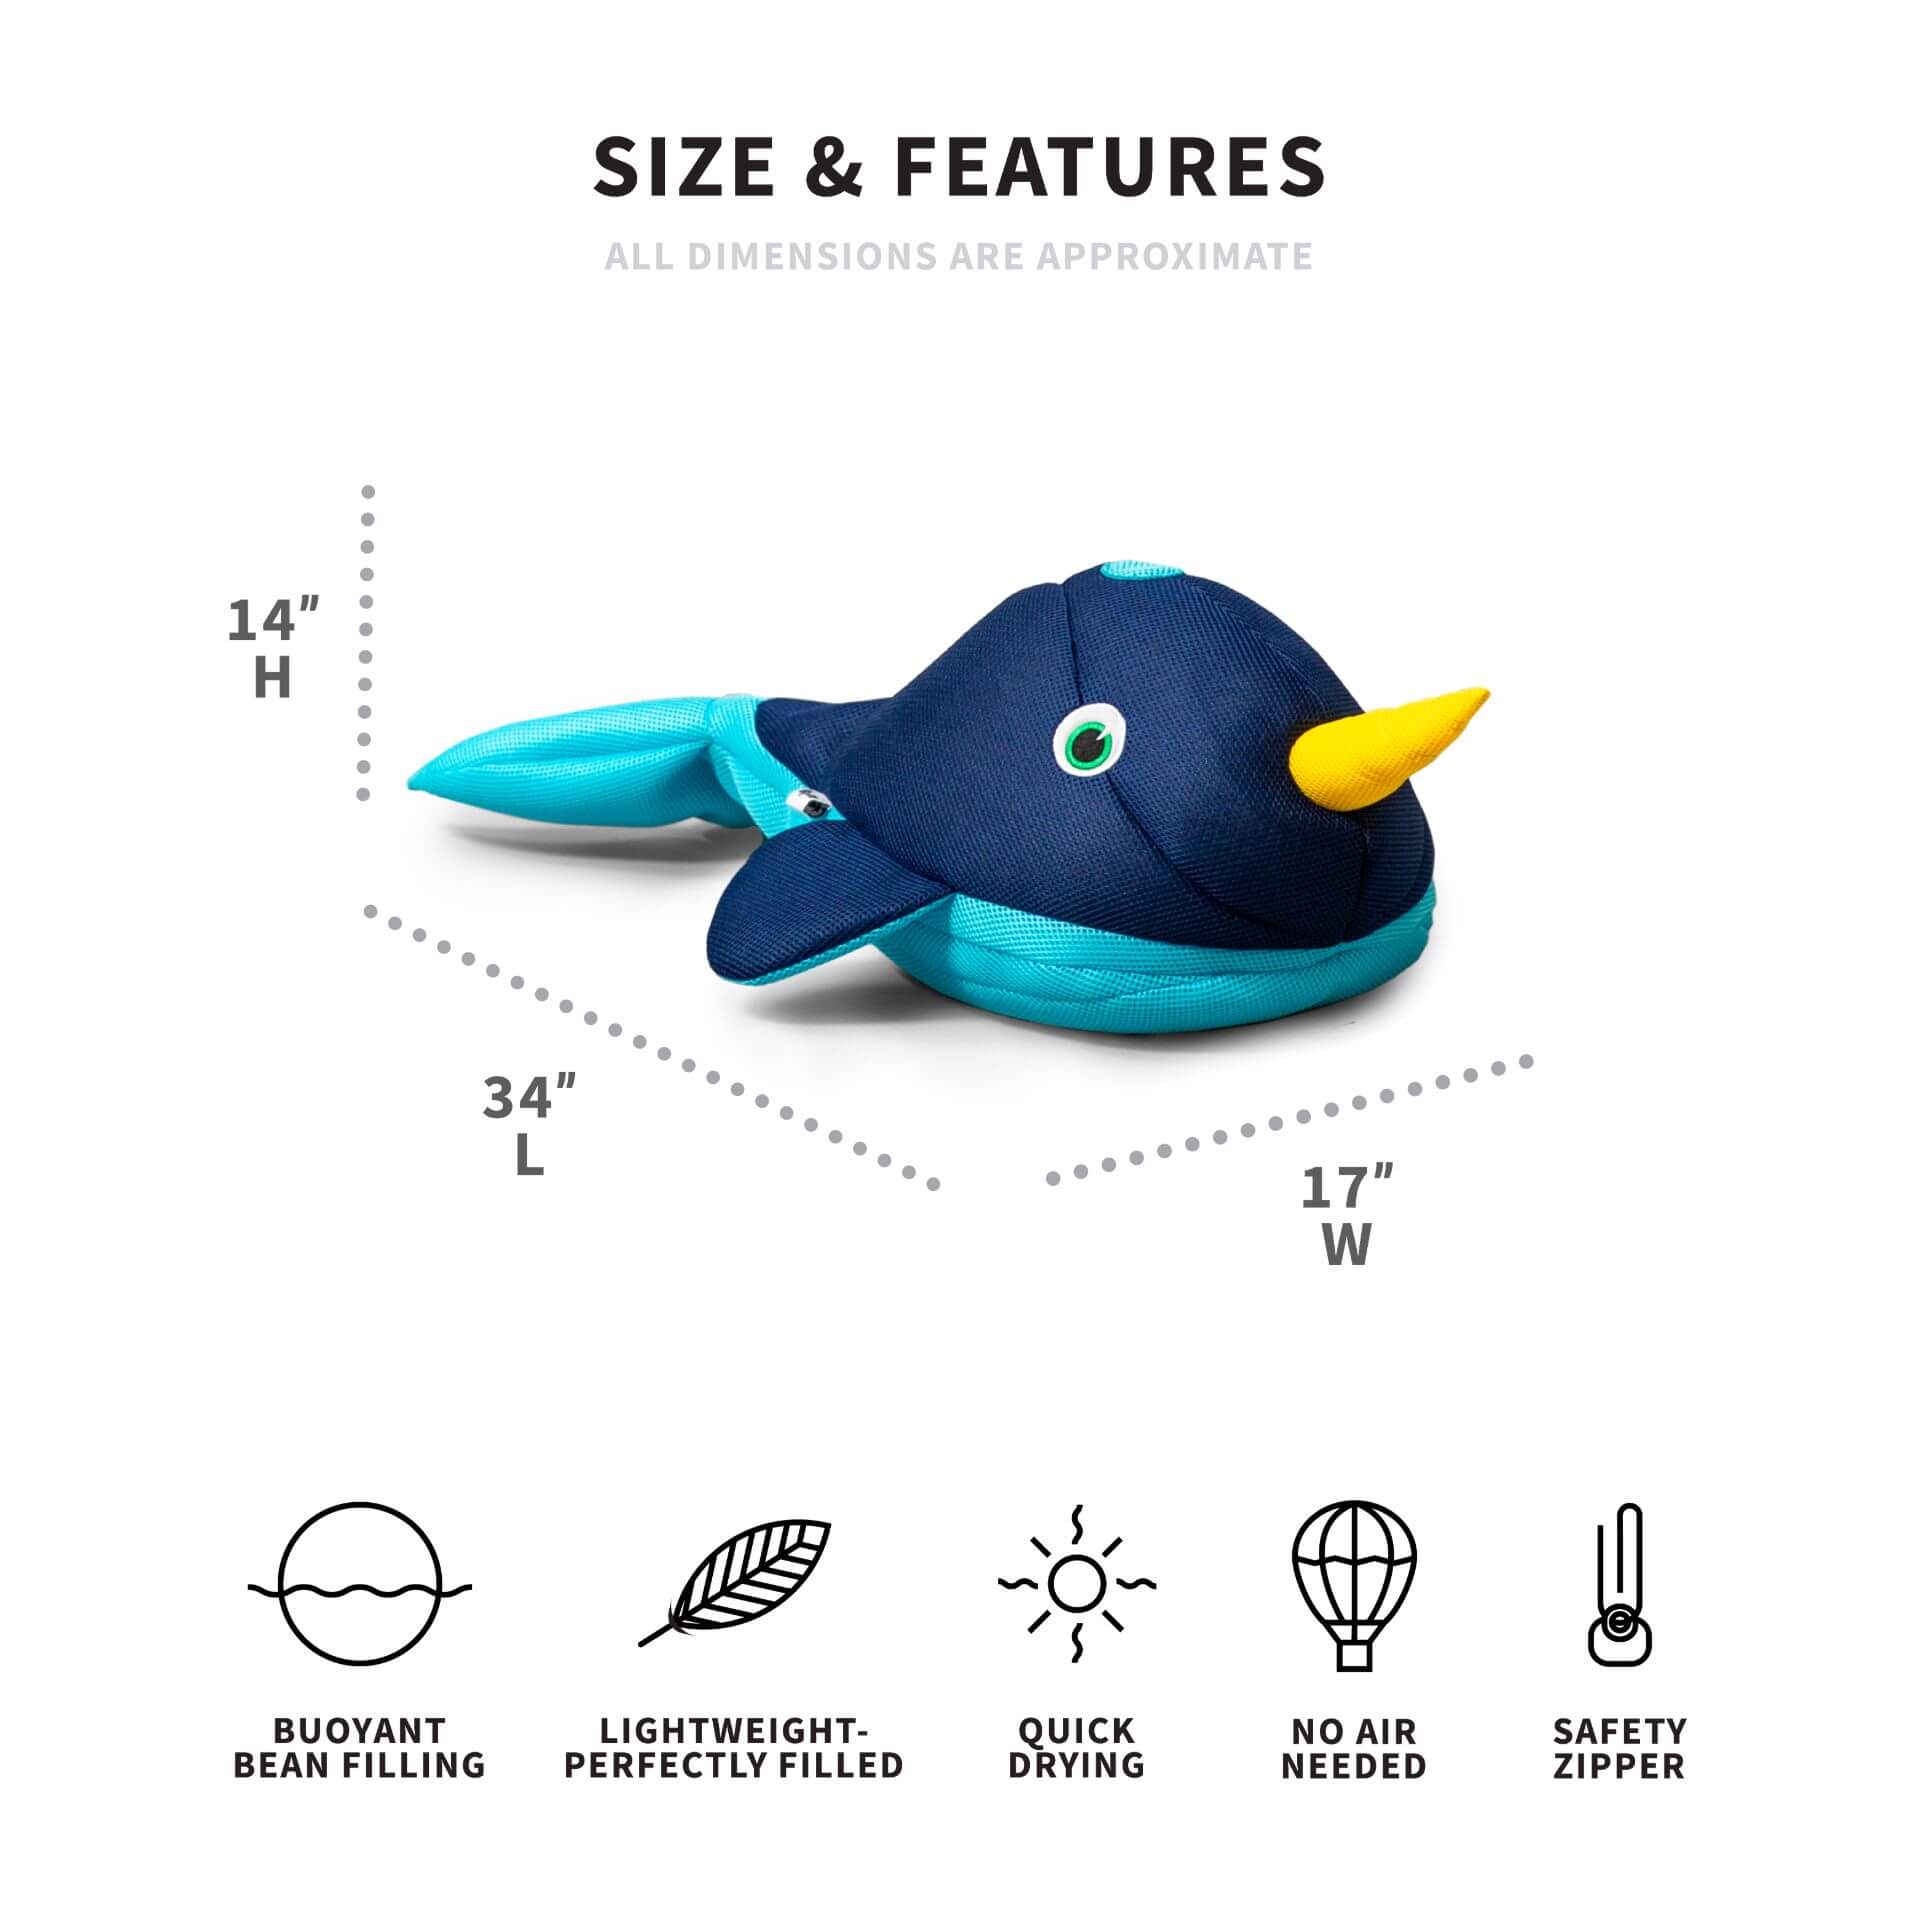 SIZE & FEATURES
ALL DIMENSIONS ARE APPROXIMATE
14"
H
34"
L
17"
W
BUOYANT
BEAN FILLING
LIGHTWEIGHT-
PERFECTLY FILLED
QUICK
DRYING
NO AIR
NEEDED
SAFETY
ZIPPER